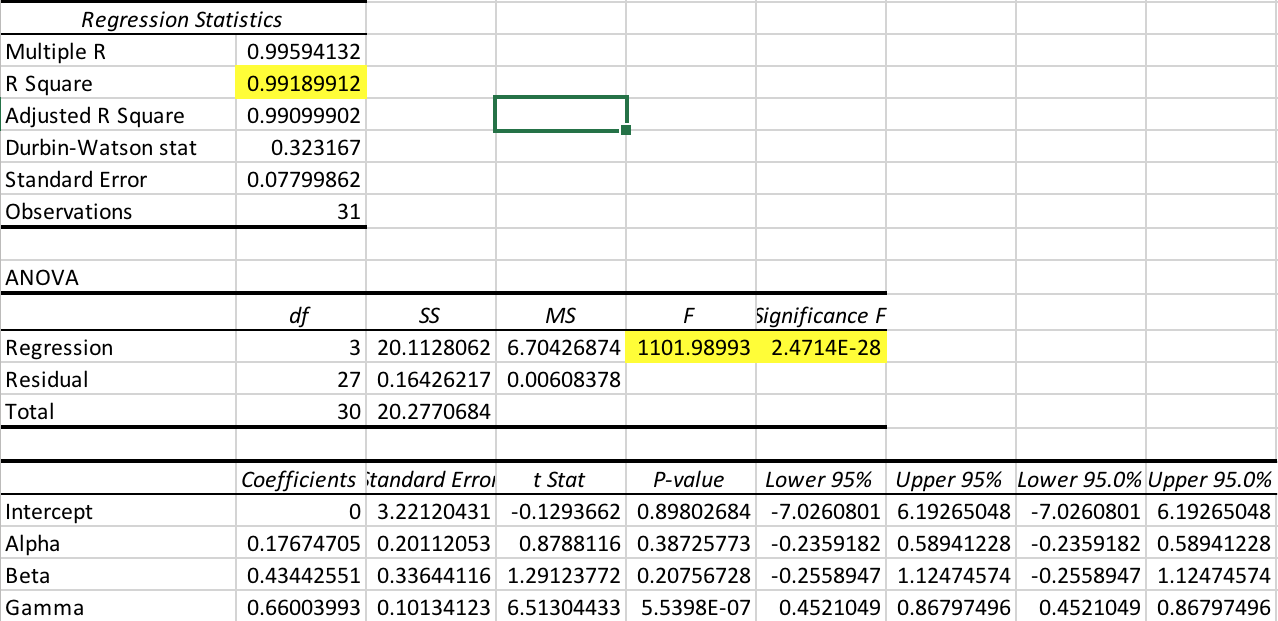 Regression Statistics
Multiple R 0.99594132
R Square 0.99189912
Adjusted R Square 0.99099902
Durbin-Watson stat 0.323167
Standard Error 0.07799862
Observations 31
ANOVA
df SS MS F Significance F
Regression 3 20.1128062 6.70426874 1101.98993 2.4714E-28
Residual 27 0.16426217 0.00608378
Total 30 20.2770684
Coefficients Standard Error t Stat P-value Lower 95% Upper 95% Lower 95.0% Upper 95.0%
Intercept 0 3.22120431 -0.1293662 0.89802684 -7.0260801 6.19265048 -7.0260801 6.19265048
Alpha 0.17674705 0.20112053 0.8788116 0.38725773 -0.2359182 0.58941228 -0.2359182 0.58941228
Beta 0.43442551 0.33644116 1.29123772 0.20756728 -0.2558947 1.12474574 -0.2558947 1.12474574
Gamma 0.66003993 0.10134123 6.51304433 5.5398E-07 0.4521049 0.86797496 0.4521049 0.86797496